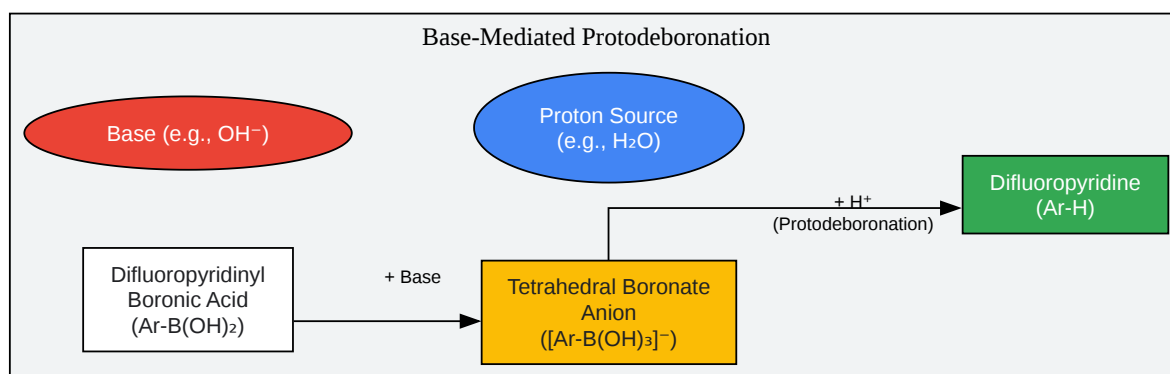 Base-Mediated Protodeboronation
Base (e.g., OH⁻)
Proton Source
(e.g., H₂O)
Difluoropyridine
(Ar-H)
+ H⁺
(Protodeboronation)
Difluoropyridinyl
Boronic Acid
(Ar-B(OH)₂)
+ Base
Tetrahedral Boronate
Anion
([Ar-B(OH)₃]⁻)